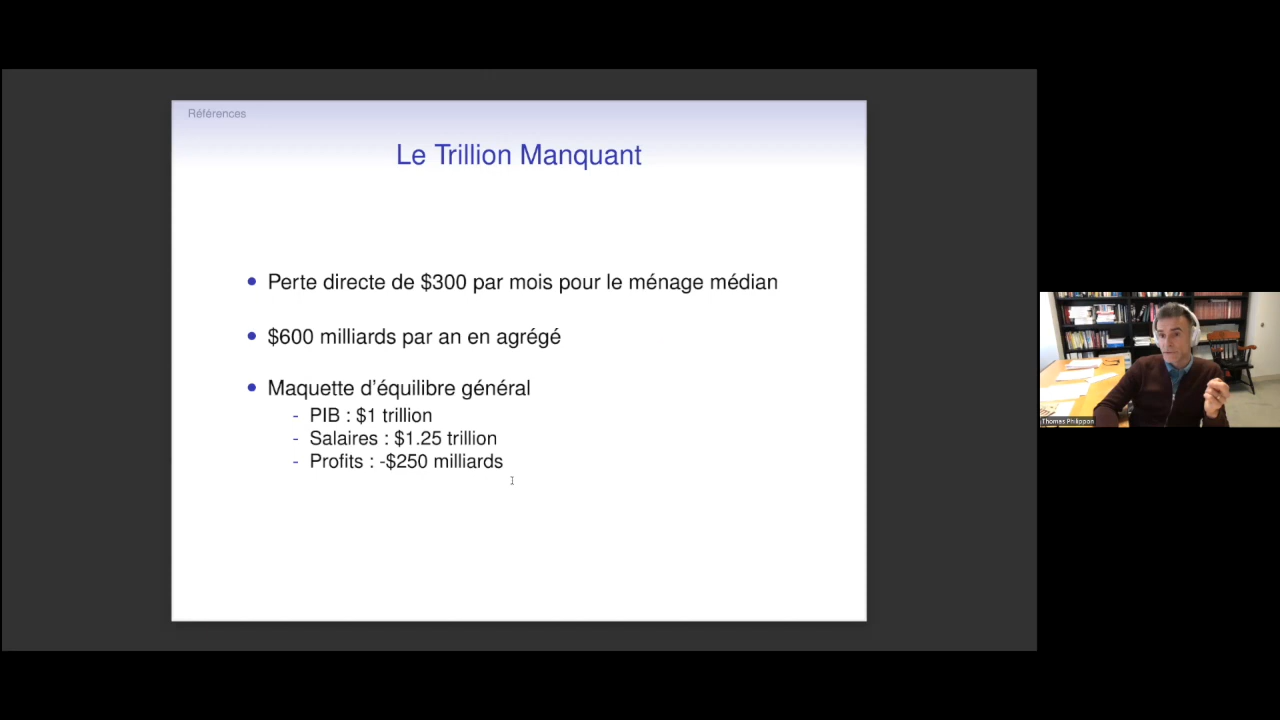 Références
Le Trillion Manquant
• Perte directe de $300 par mois pour le ménage médian
• $600 milliards par an en agrégé
• Maquette d'équilibre général
- PIB : $1 trillion
- Salaires : $1.25 trillion
- Profits : -$250 milliards
Thomas Philippon